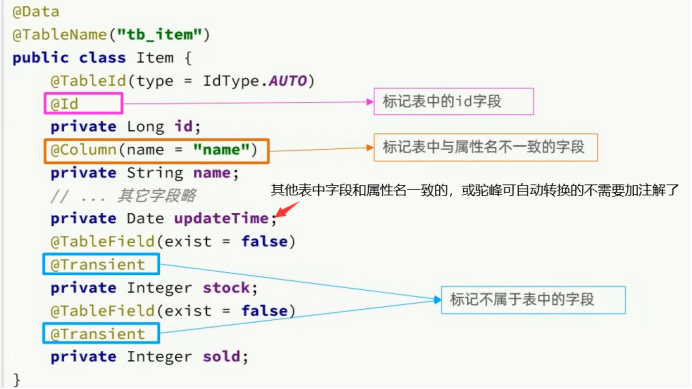 @Data
@TableName("tb_item")
public class Item {
@TableId(type = IdType.AUTO)
@Id
标记表中的id字段
private Long id;
@Column(name = "name")
标记表中与属性名不一致的字段
private String name;
// ... 其它字段略
其他表中字段和属性名一致的，或驼峰可自动转换的不需要加注解了
private Date updateTime;
@TableField(exist = false)
@Transient
private Integer stock;
标记不属于表中的字段
@TableField(exist = false)
@Transient
private Integer sold;
}